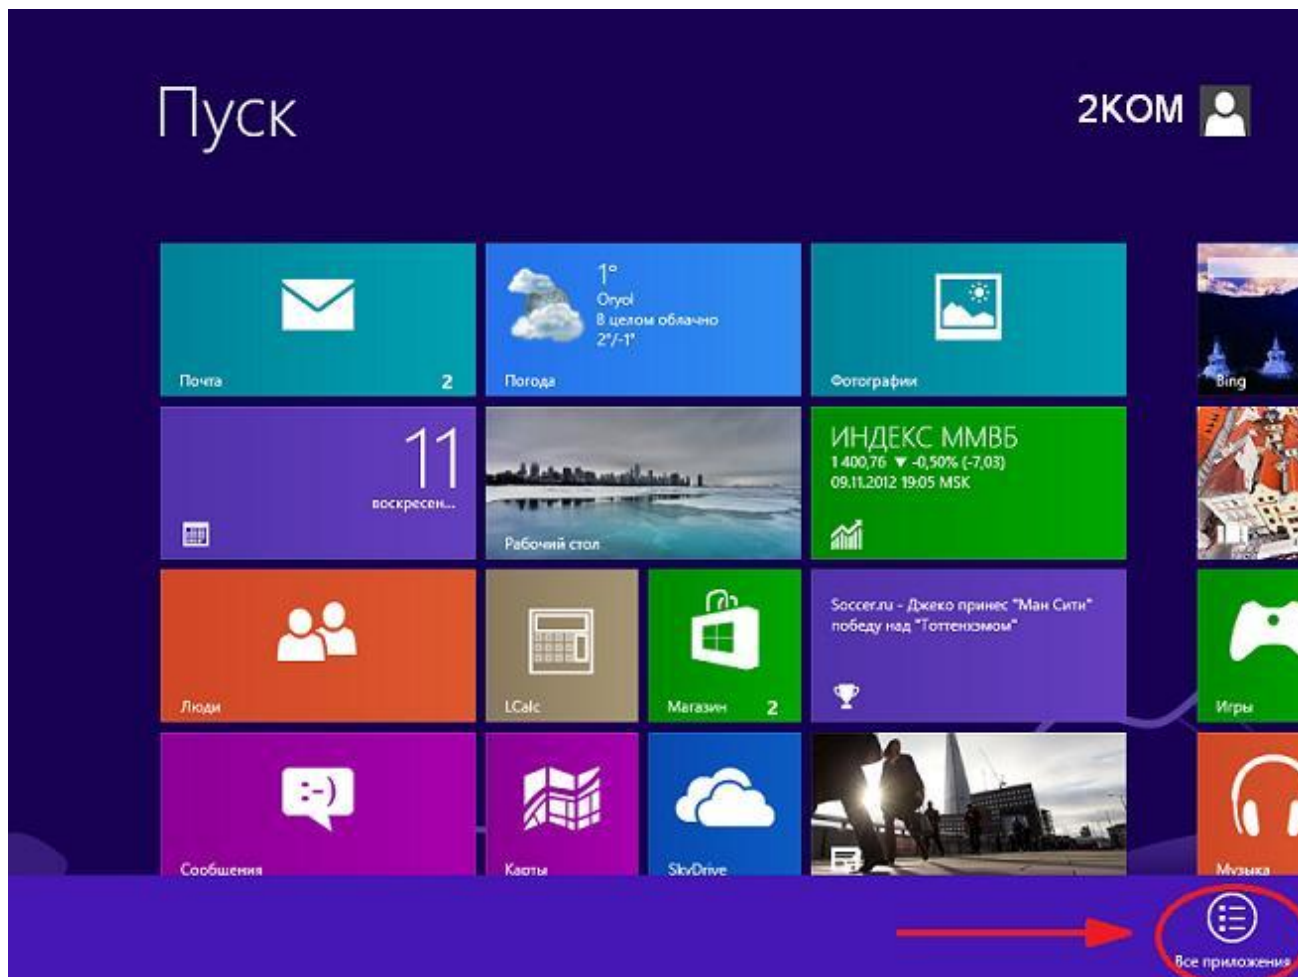 Пуск
2KOM
Почта
2
1°
Oryol
В целом облачно
2°/-1°
Погода
Фотографии
Bing
11
воскресен...
Рабочий стол
ИНДЕКС ММВБ
1 400,76 ▼ -0,50% (-7,03)
09.11.2012 19:05 MSK
Люди
LCalc
Магазин
2
Soccer.ru - Джеко принес "Ман Сити"
победу над "Тоттенхэмом"
Игры
Сообщения
Карты
SkyDrive
Музыка
Все приложения